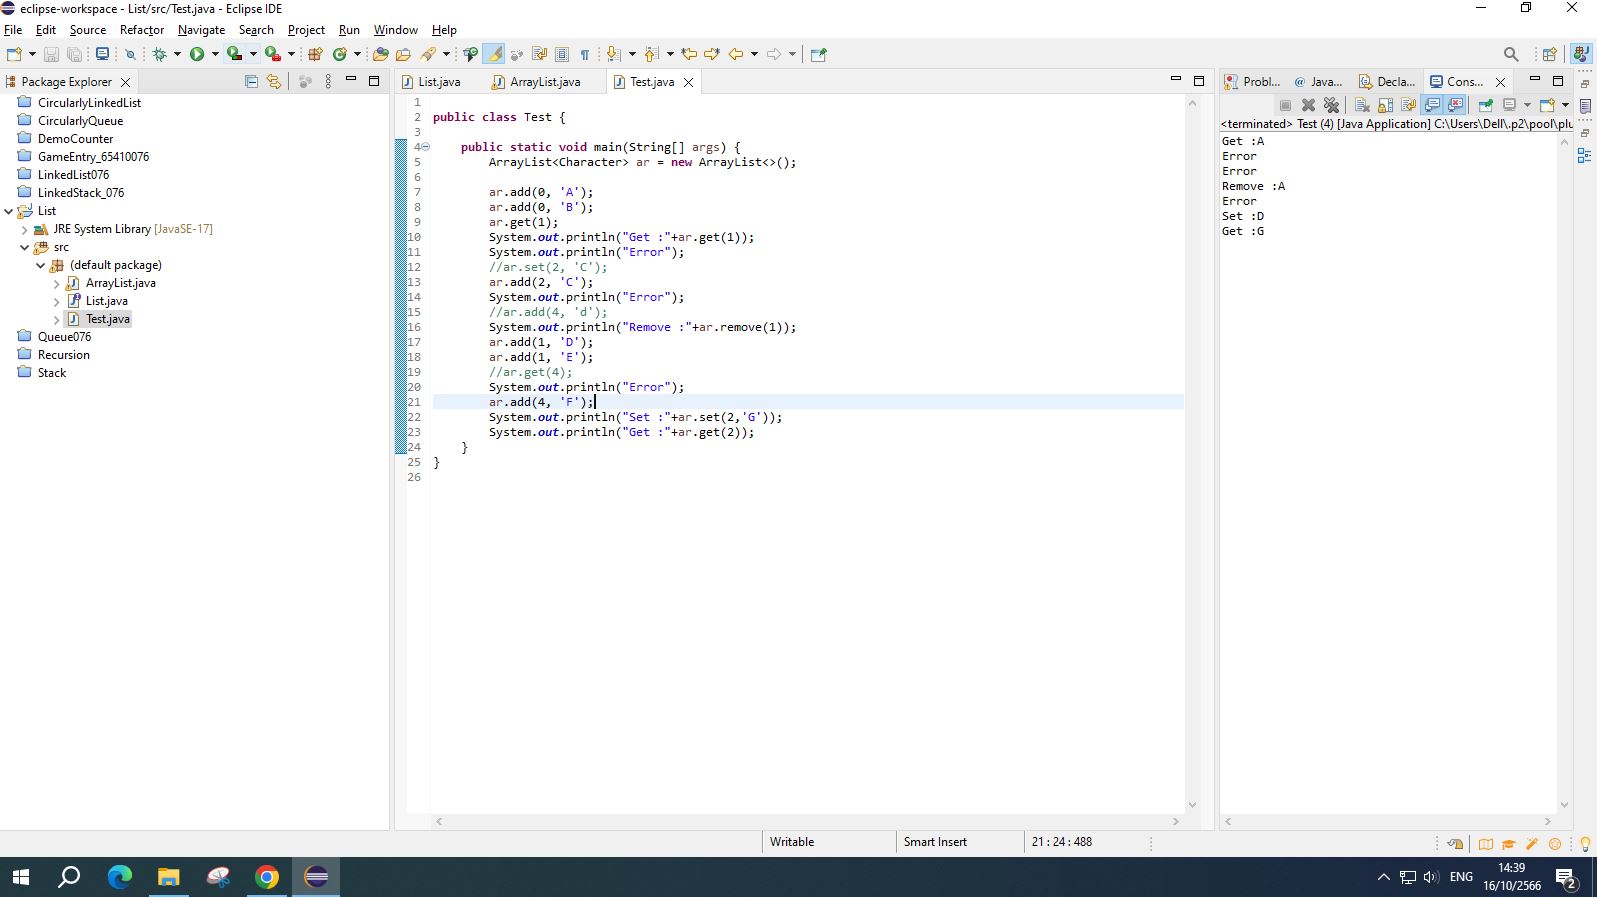 eclipse-workspace - List/src/Test.java - Eclipse IDE
File Edit Source Refactor Navigate Search Project Run Window Help
Package Explorer
CircularlyLinkedList
CircularlyQueue
DemoCounter
GameEntry_65410076
LinkedList076
LinkedStack_076
List
JRE System Library [JavaSE-17]
src
(default package)
ArrayList.java
List.java
Test.java
Queue076
Recursion
Stack
List.java ArrayList.java Test.java
1
2 public class Test {
3
4 public static void main(String[] args) {
5 ArrayList<Character> ar = new ArrayList<>();
6
7 ar.add(0, 'A');
8 ar.add(0, 'B');
9 ar.get(1);
10 System.out.println("Get :"+ar.get(1));
11 System.out.println("Error");
12 //ar.set(2, 'C');
13 ar.add(2, 'C');
14 System.out.println("Error");
15 //ar.add(4, 'd');
16 System.out.println("Remove :"+ar.remove(1));
17 ar.add(1, 'D');
18 ar.add(1, 'E');
19 //ar.get(4);
20 System.out.println("Error");
21 ar.add(4, 'F');
22 System.out.println("Set :"+ar.set(2,'G'));
23 System.out.println("Get :"+ar.get(2));
24 }
25 }
26
Probl... Java... Decla... Cons...
<terminated> Test (4) [Java Application] C:\Users\Dell\.p2\pool\plu
Get :A
Error
Error
Remove :A
Error
Set :D
Get :G
Writable Smart Insert 21 : 24 : 488
ENG
14:39
16/10/2566
2